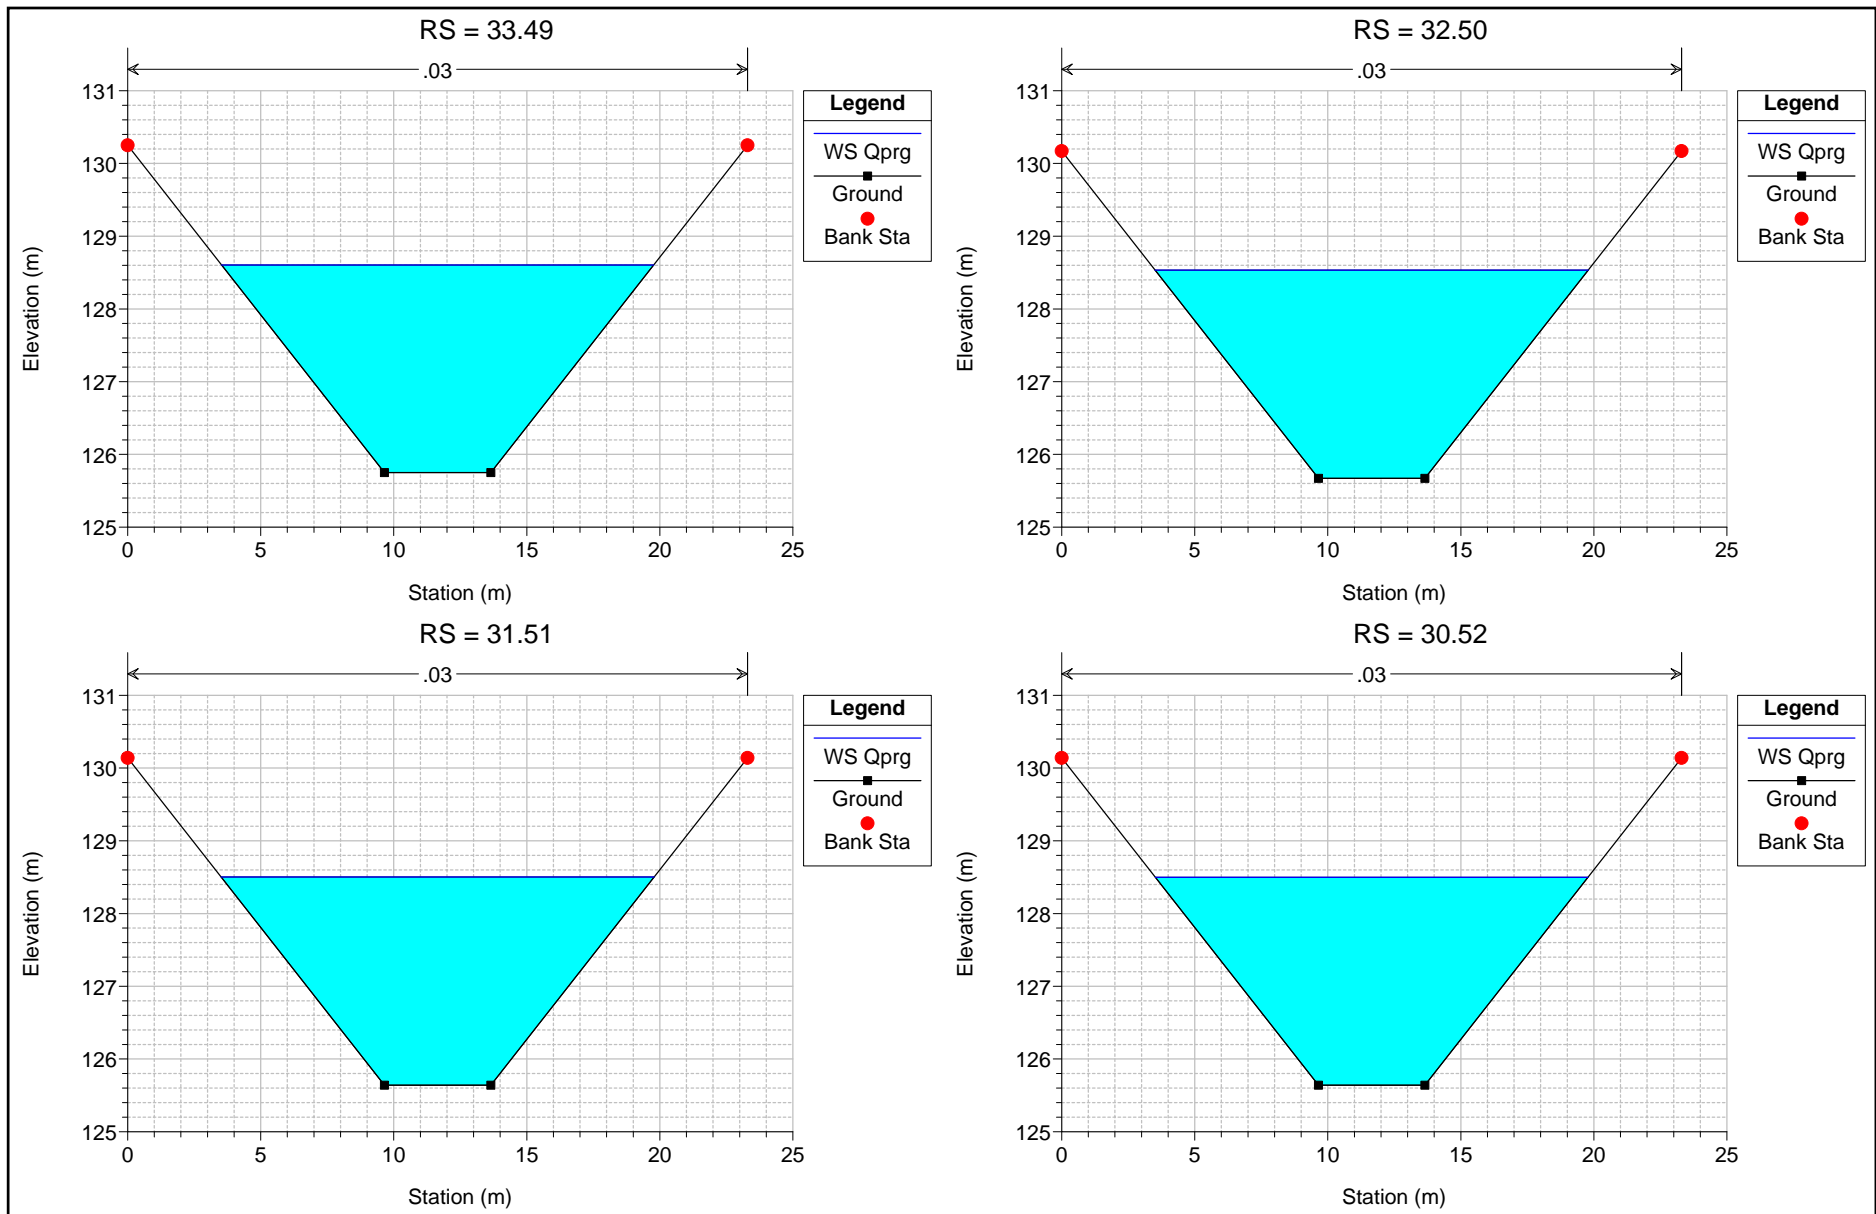 RS = 33.49
.03
131
130
129
128
127
126
125
0 5 10 15 20 25
Elevation (m)
Station (m)
Legend
WS Qprg
Ground
Bank Sta
RS = 32.50
.03
131
130
129
128
127
126
125
0 5 10 15 20 25
Elevation (m)
Station (m)
Legend
WS Qprg
Ground
Bank Sta
RS = 31.51
.03
131
130
129
128
127
126
125
0 5 10 15 20 25
Elevation (m)
Station (m)
Legend
WS Qprg
Ground
Bank Sta
RS = 30.52
.03
131
130
129
128
127
126
125
0 5 10 15 20 25
Elevation (m)
Station (m)
Legend
WS Qprg
Ground
Bank Sta